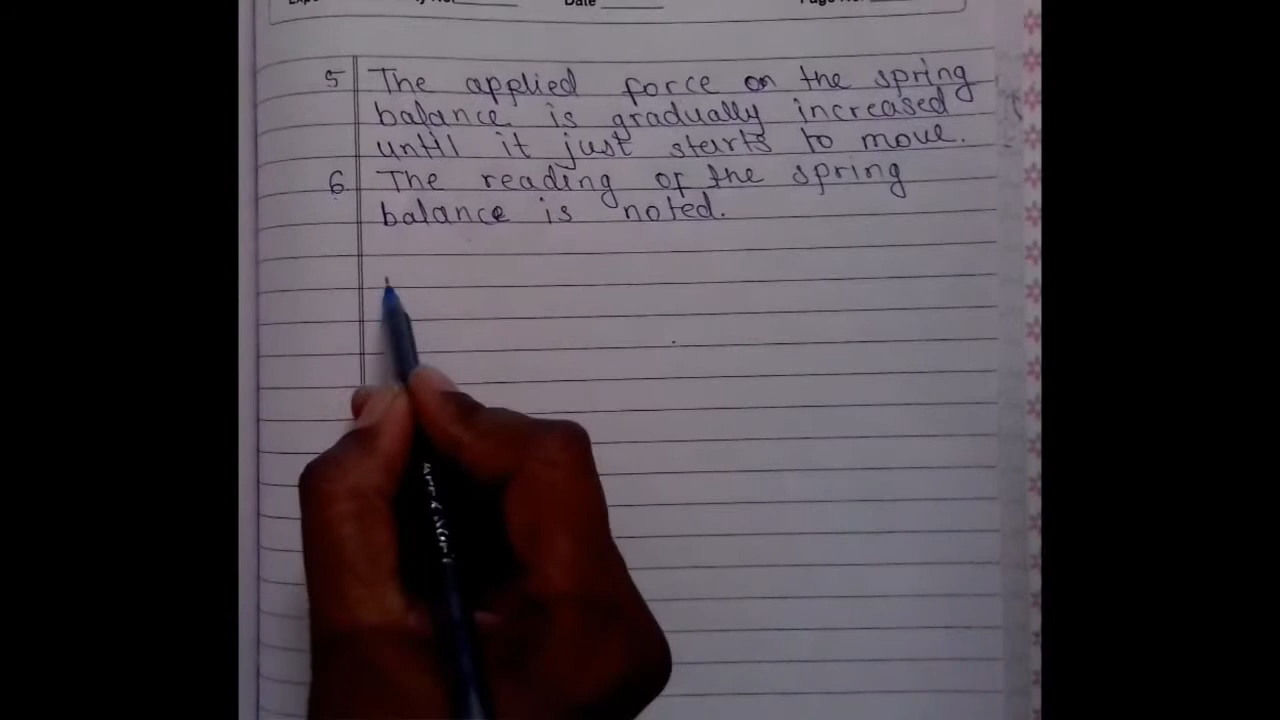 Date
5 The applied force on the spring
balance is gradually increased
until it just starts to move.
6 The reading of the spring
balance is noted.